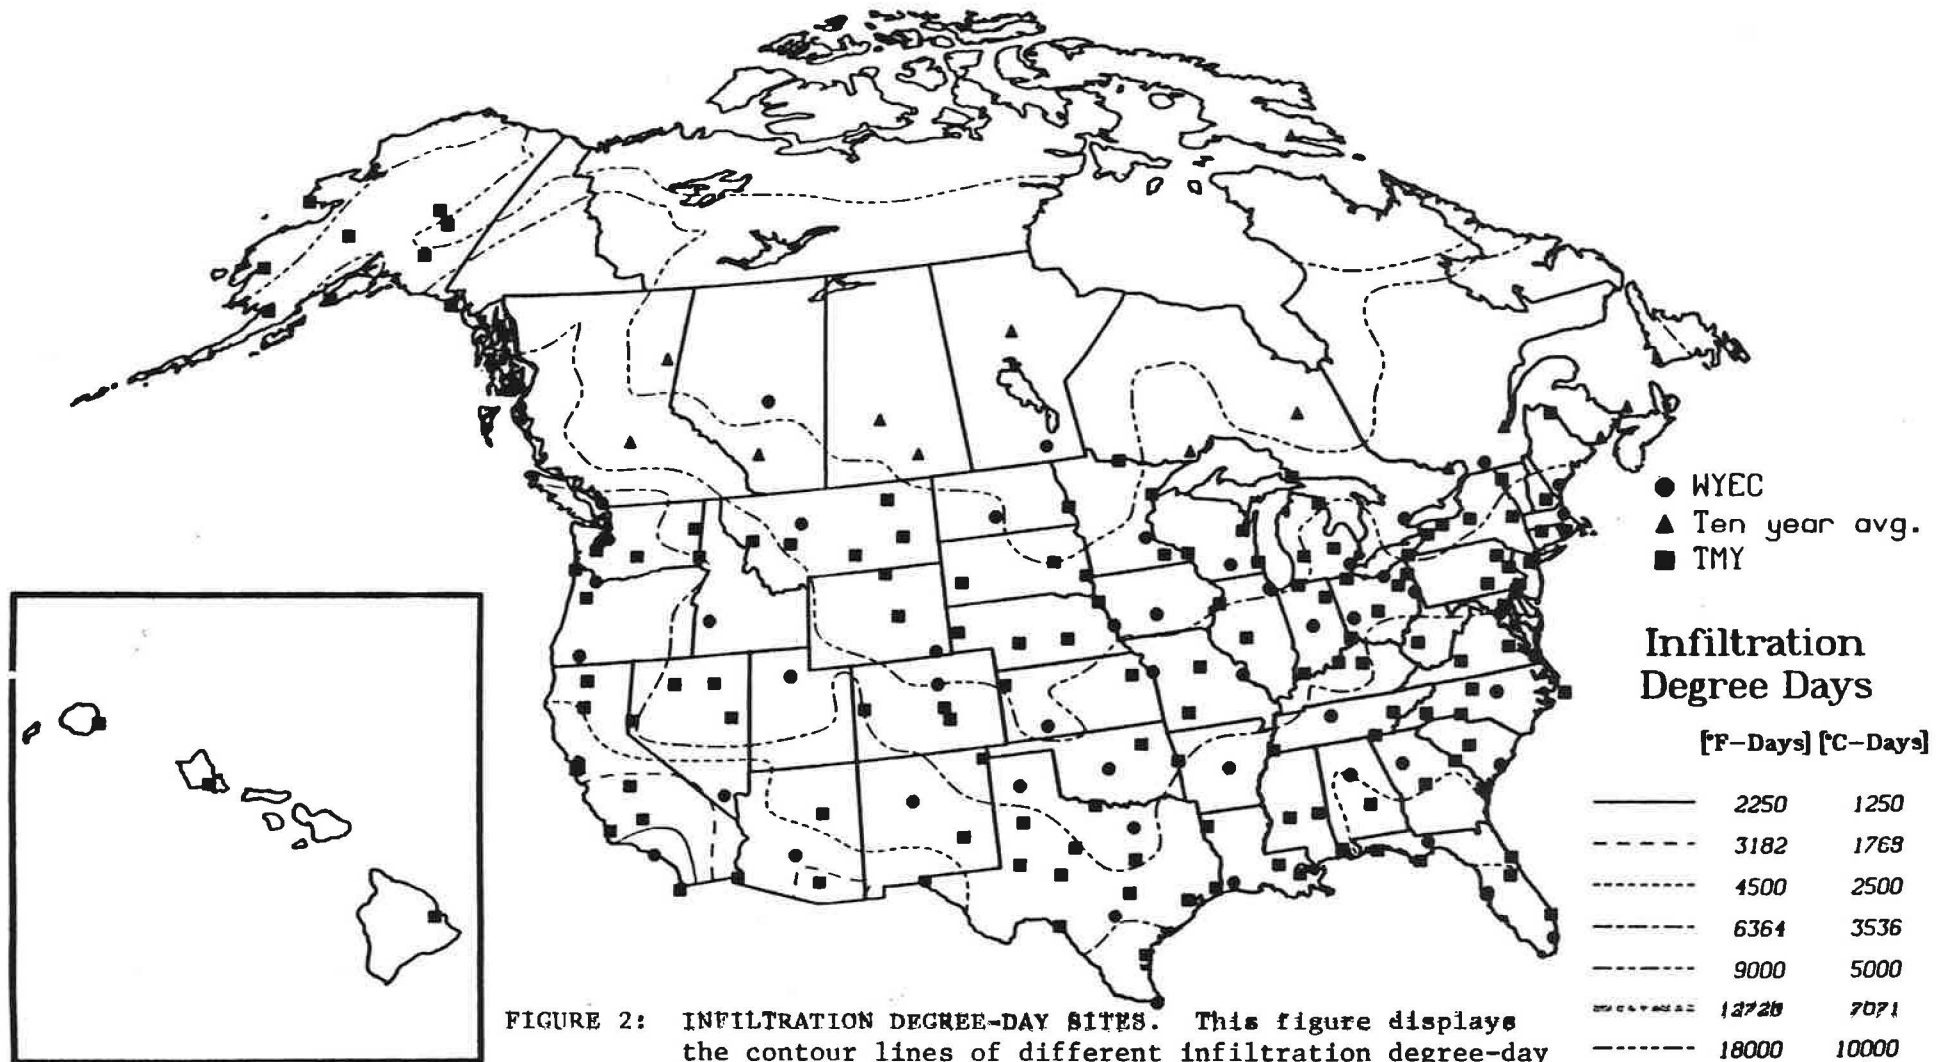 WYEC
Ten year avg.
TMY
Infiltration
Degree Days
[°F-Days] [°C-Days]
2250 1250
3182 1768
4500 2500
6364 3536
9000 5000
12728 7071
18000 10000
FIGURE 2: INFILTRATION DEGREE-DAY SITES. This figure displays
the contour lines of different infiltration degree-day